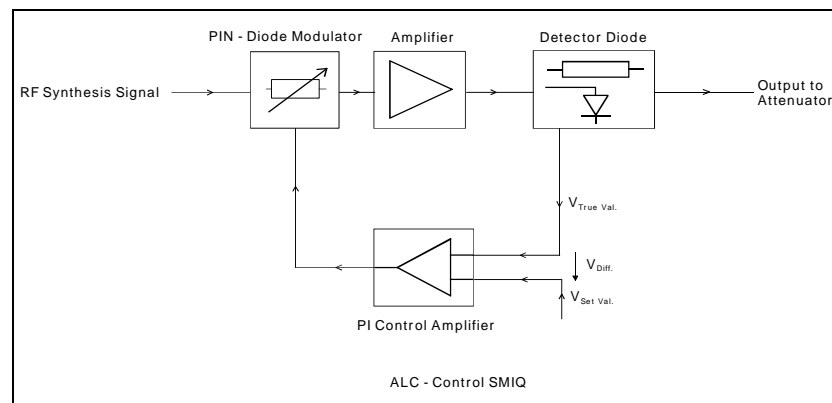 PIN - Diode Modulator
Amplifier
Detector Diode
RF Synthesis Signal
Output to
Attenuator
V True Val.
V Diff.
V Set Val.
PI Control Amplifier
ALC - Control SMIQ